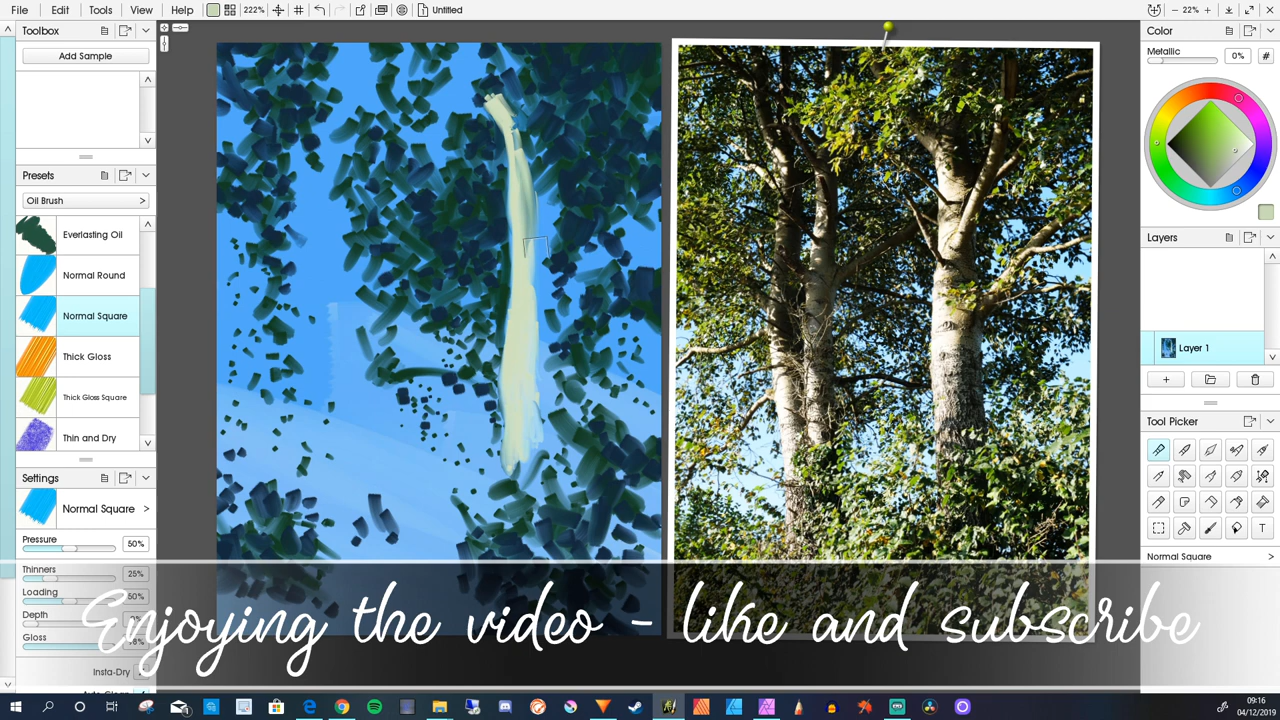 File Edit Tools View Help 222% Untitled 22%
Toolbox
Add Sample
Presets
Oil Brush >
Everlasting Oil
Normal Round
Normal Square
Thick Gloss
Thick Gloss Square
Thin and Dry
Settings
Normal Square >
Pressure 50%
Thinners 25%
Loading 50%
Depth
Gloss
Insta-Dry
Color
Metallic 0% #
Layers
Layer 1
Tool Picker
T
Normal Square >
Enjoying the video - like and subscribe
09:16
04/12/2019